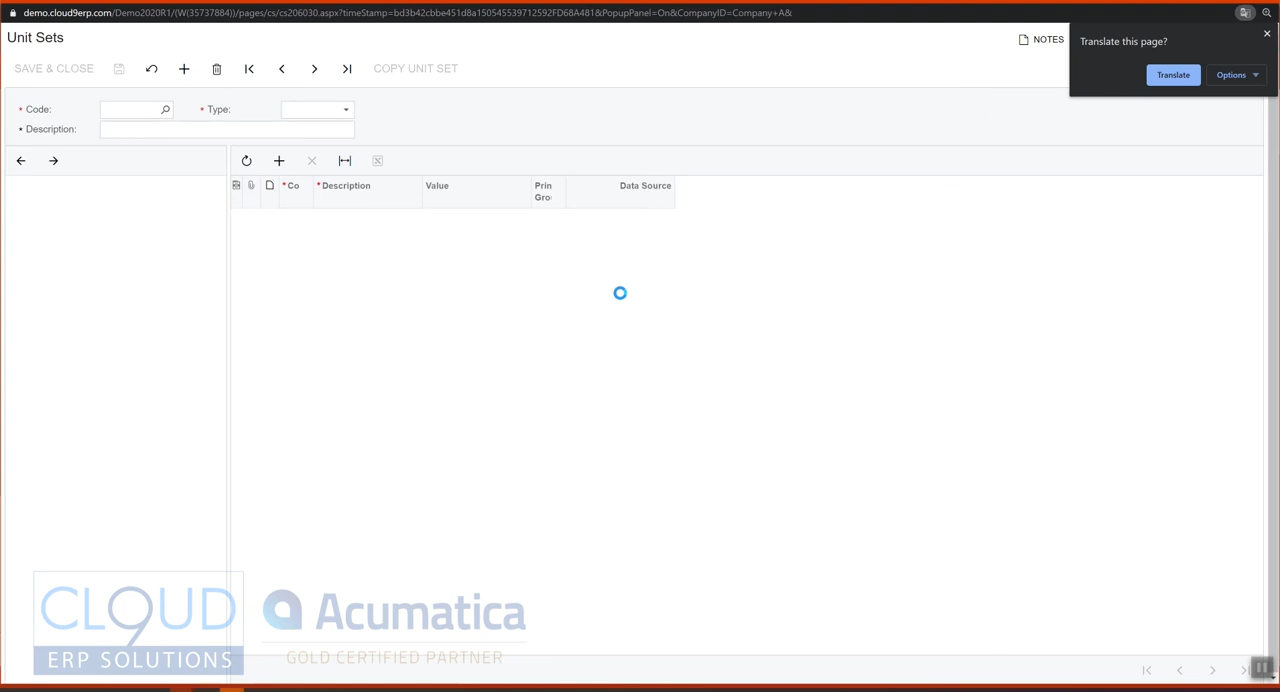 demo.cloud9erp.com/Demo2020R1/(W(35737884))/pages/cs/cs206030.aspx?timeStamp=bd3b42cbbe451d8a150545539712592FD68A481&PopupPanel=On&CompanyID=Company+A&
Unit Sets
NOTES
Translate this page?
Translate
Options
SAVE & CLOSE
COPY UNIT SET
* Code:
* Type:
* Description:
* Co
* Description
Value
Prin
Gro
Data Source
CLOUD
9
ERP SOLUTIONS
Acumatica
GOLD CERTIFIED PARTNER